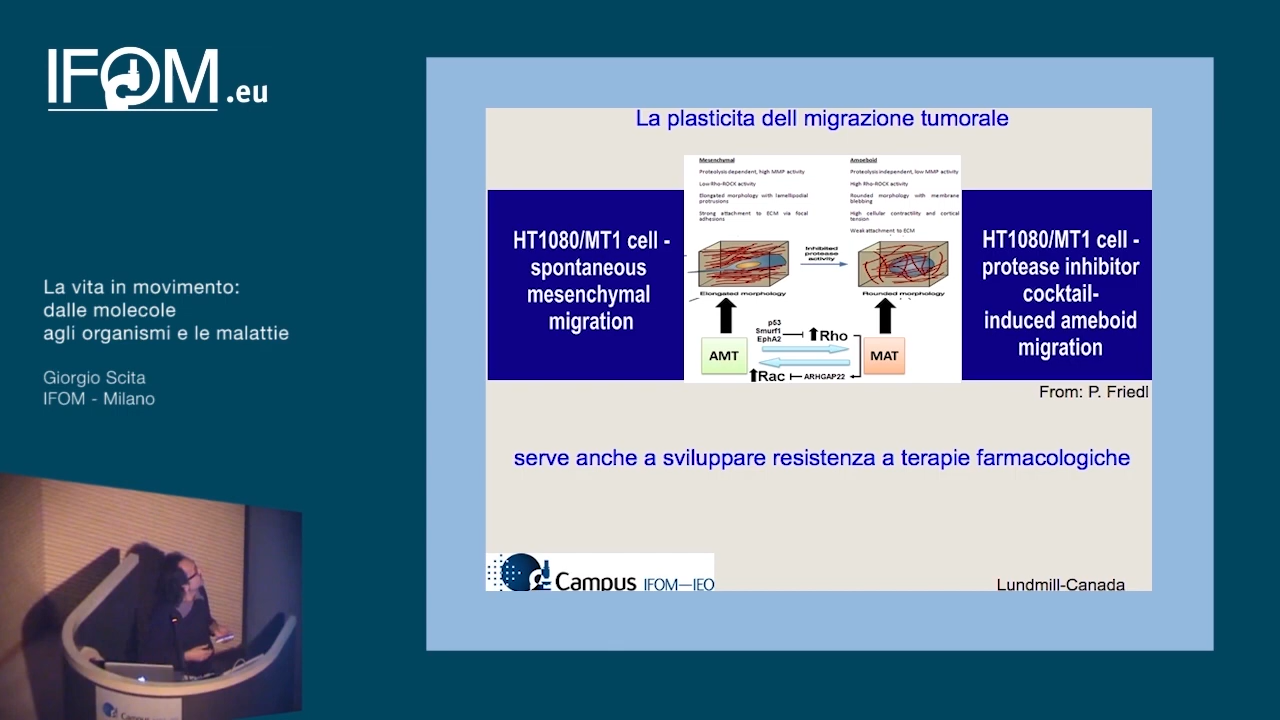 IFOM.eu
La vita in movimento:
dalle molecole
agli organismi e le malattie
Giorgio Scita
IFOM - Milano
La plasticita dell migrazione tumorale
HT1080/MT1 cell -
spontaneous
mesenchymal
migration
Mesenchymal
Proteolysis dependent, high MMP activity
Low Rho-ROCK activity
Elongated morphology with lamellipodial
protrusions
Strong attachment to ECM via focal
adhesions
Amoeboid
Proteolysis independent, low MMP activity
High Rho-ROCK activity
Rounded morphology with membrane
blebbing
High cellular contractility and cortical
tension
Weak attachment to ECM
Inhibited
protease
activity
Elongated morphology
Rounded morphology
p53
Smurf1
EphA2
Rho
AMT
MAT
Rac
ARHGAP22
HT1080/MT1 cell -
protease inhibitor
cocktail-
induced ameboid
migration
From: P. Friedl
serve anche a sviluppare resistenza a terapie farmacologiche
Campus IFOM—IEO
Lundmill-Canada
Campus